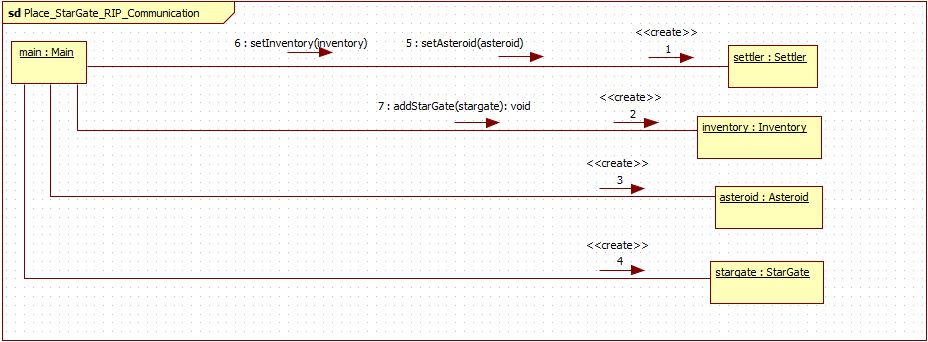 sd Place_StarGate_RIP_Communication
main : Main
6 : setInventory(inventory)
5 : setAsteroid(asteroid)
<<create>>
1
settler : Settler
7 : addStarGate(stargate): void
<<create>>
2
inventory : Inventory
<<create>>
3
asteroid : Asteroid
<<create>>
4
stargate : StarGate